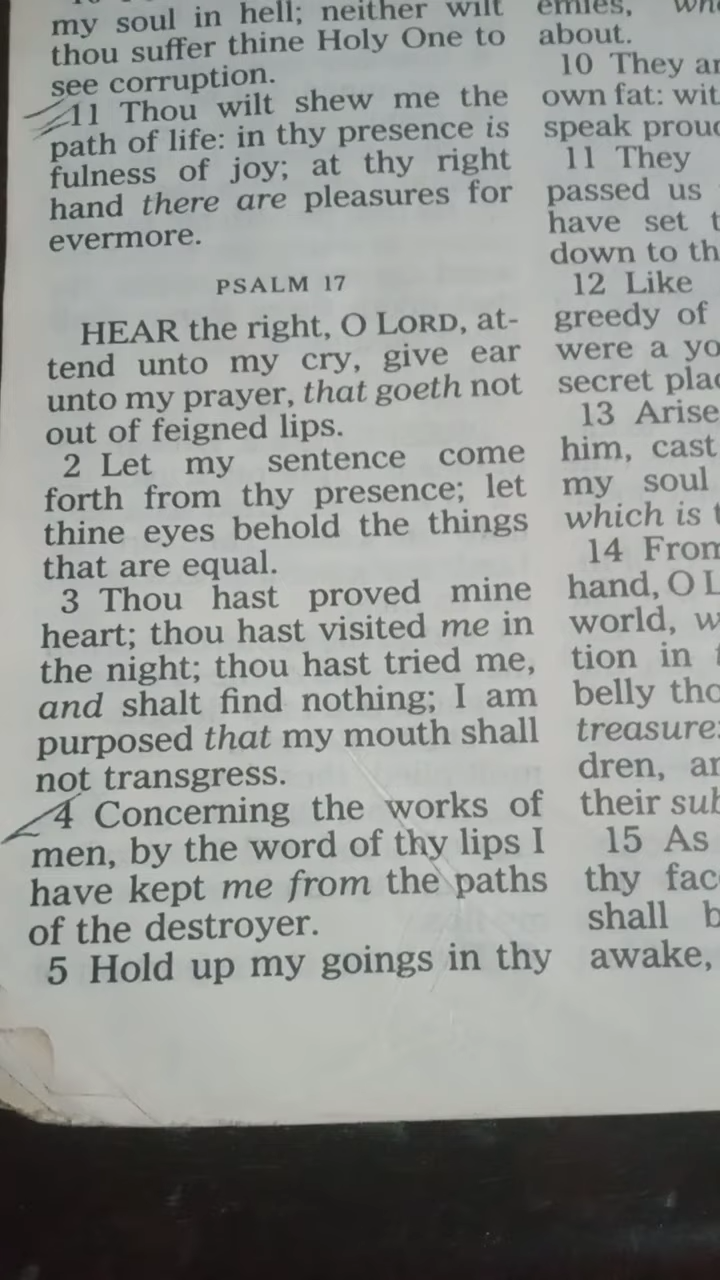 my soul in hell; neither wilt
thou suffer thine Holy One to
see corruption.
11 Thou wilt shew me the
path of life: in thy presence is
fulness of joy; at thy right
hand there are pleasures for
evermore.
PSALM 17
HEAR the right, O LORD, at-
tend unto my cry, give ear
unto my prayer, that goeth not
out of feigned lips.
2 Let my sentence come
forth from thy presence; let
thine eyes behold the things
that are equal.
3 Thou hast proved mine
heart; thou hast visited me in
the night; thou hast tried me,
and shalt find nothing; I am
purposed that my mouth shall
not transgress.
4 Concerning the works of
men, by the word of thy lips I
have kept me from the paths
of the destroyer.
5 Hold up my goings in thy
emies,
about.
10 They
own fat:
speak
11 They
passed us
have set
down to
12 Like
greedy of
were a
secret
13 Arise
him, cast
my soul
which is
14 From
hand, O
world,
tion in
belly
treasure
dren,
their
15 As
thy
shall
awake,